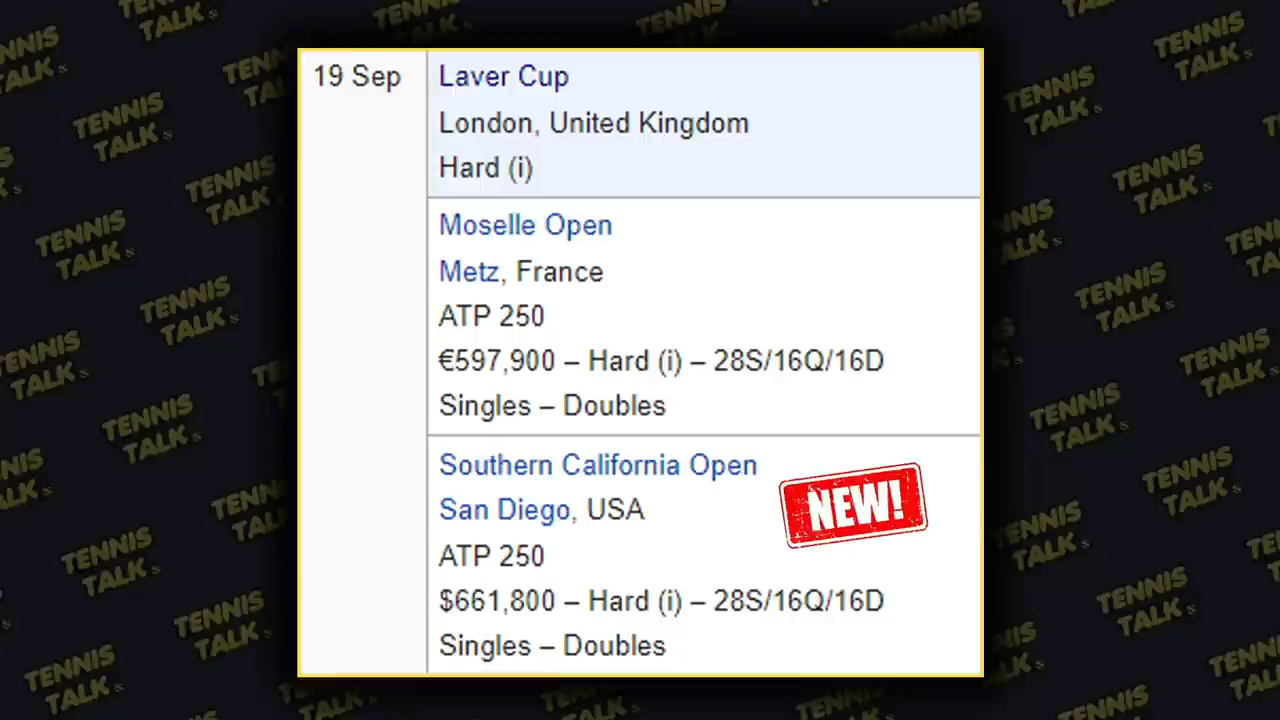 19 Sep
Laver Cup
London, United Kingdom
Hard (i)
Moselle Open
Metz, France
ATP 250
€597,900 – Hard (i) – 28S/16Q/16D
Singles – Doubles
Southern California Open
NEW!
San Diego, USA
ATP 250
$661,800 – Hard (i) – 28S/16Q/16D
Singles – Doubles
TENNIS
TALK